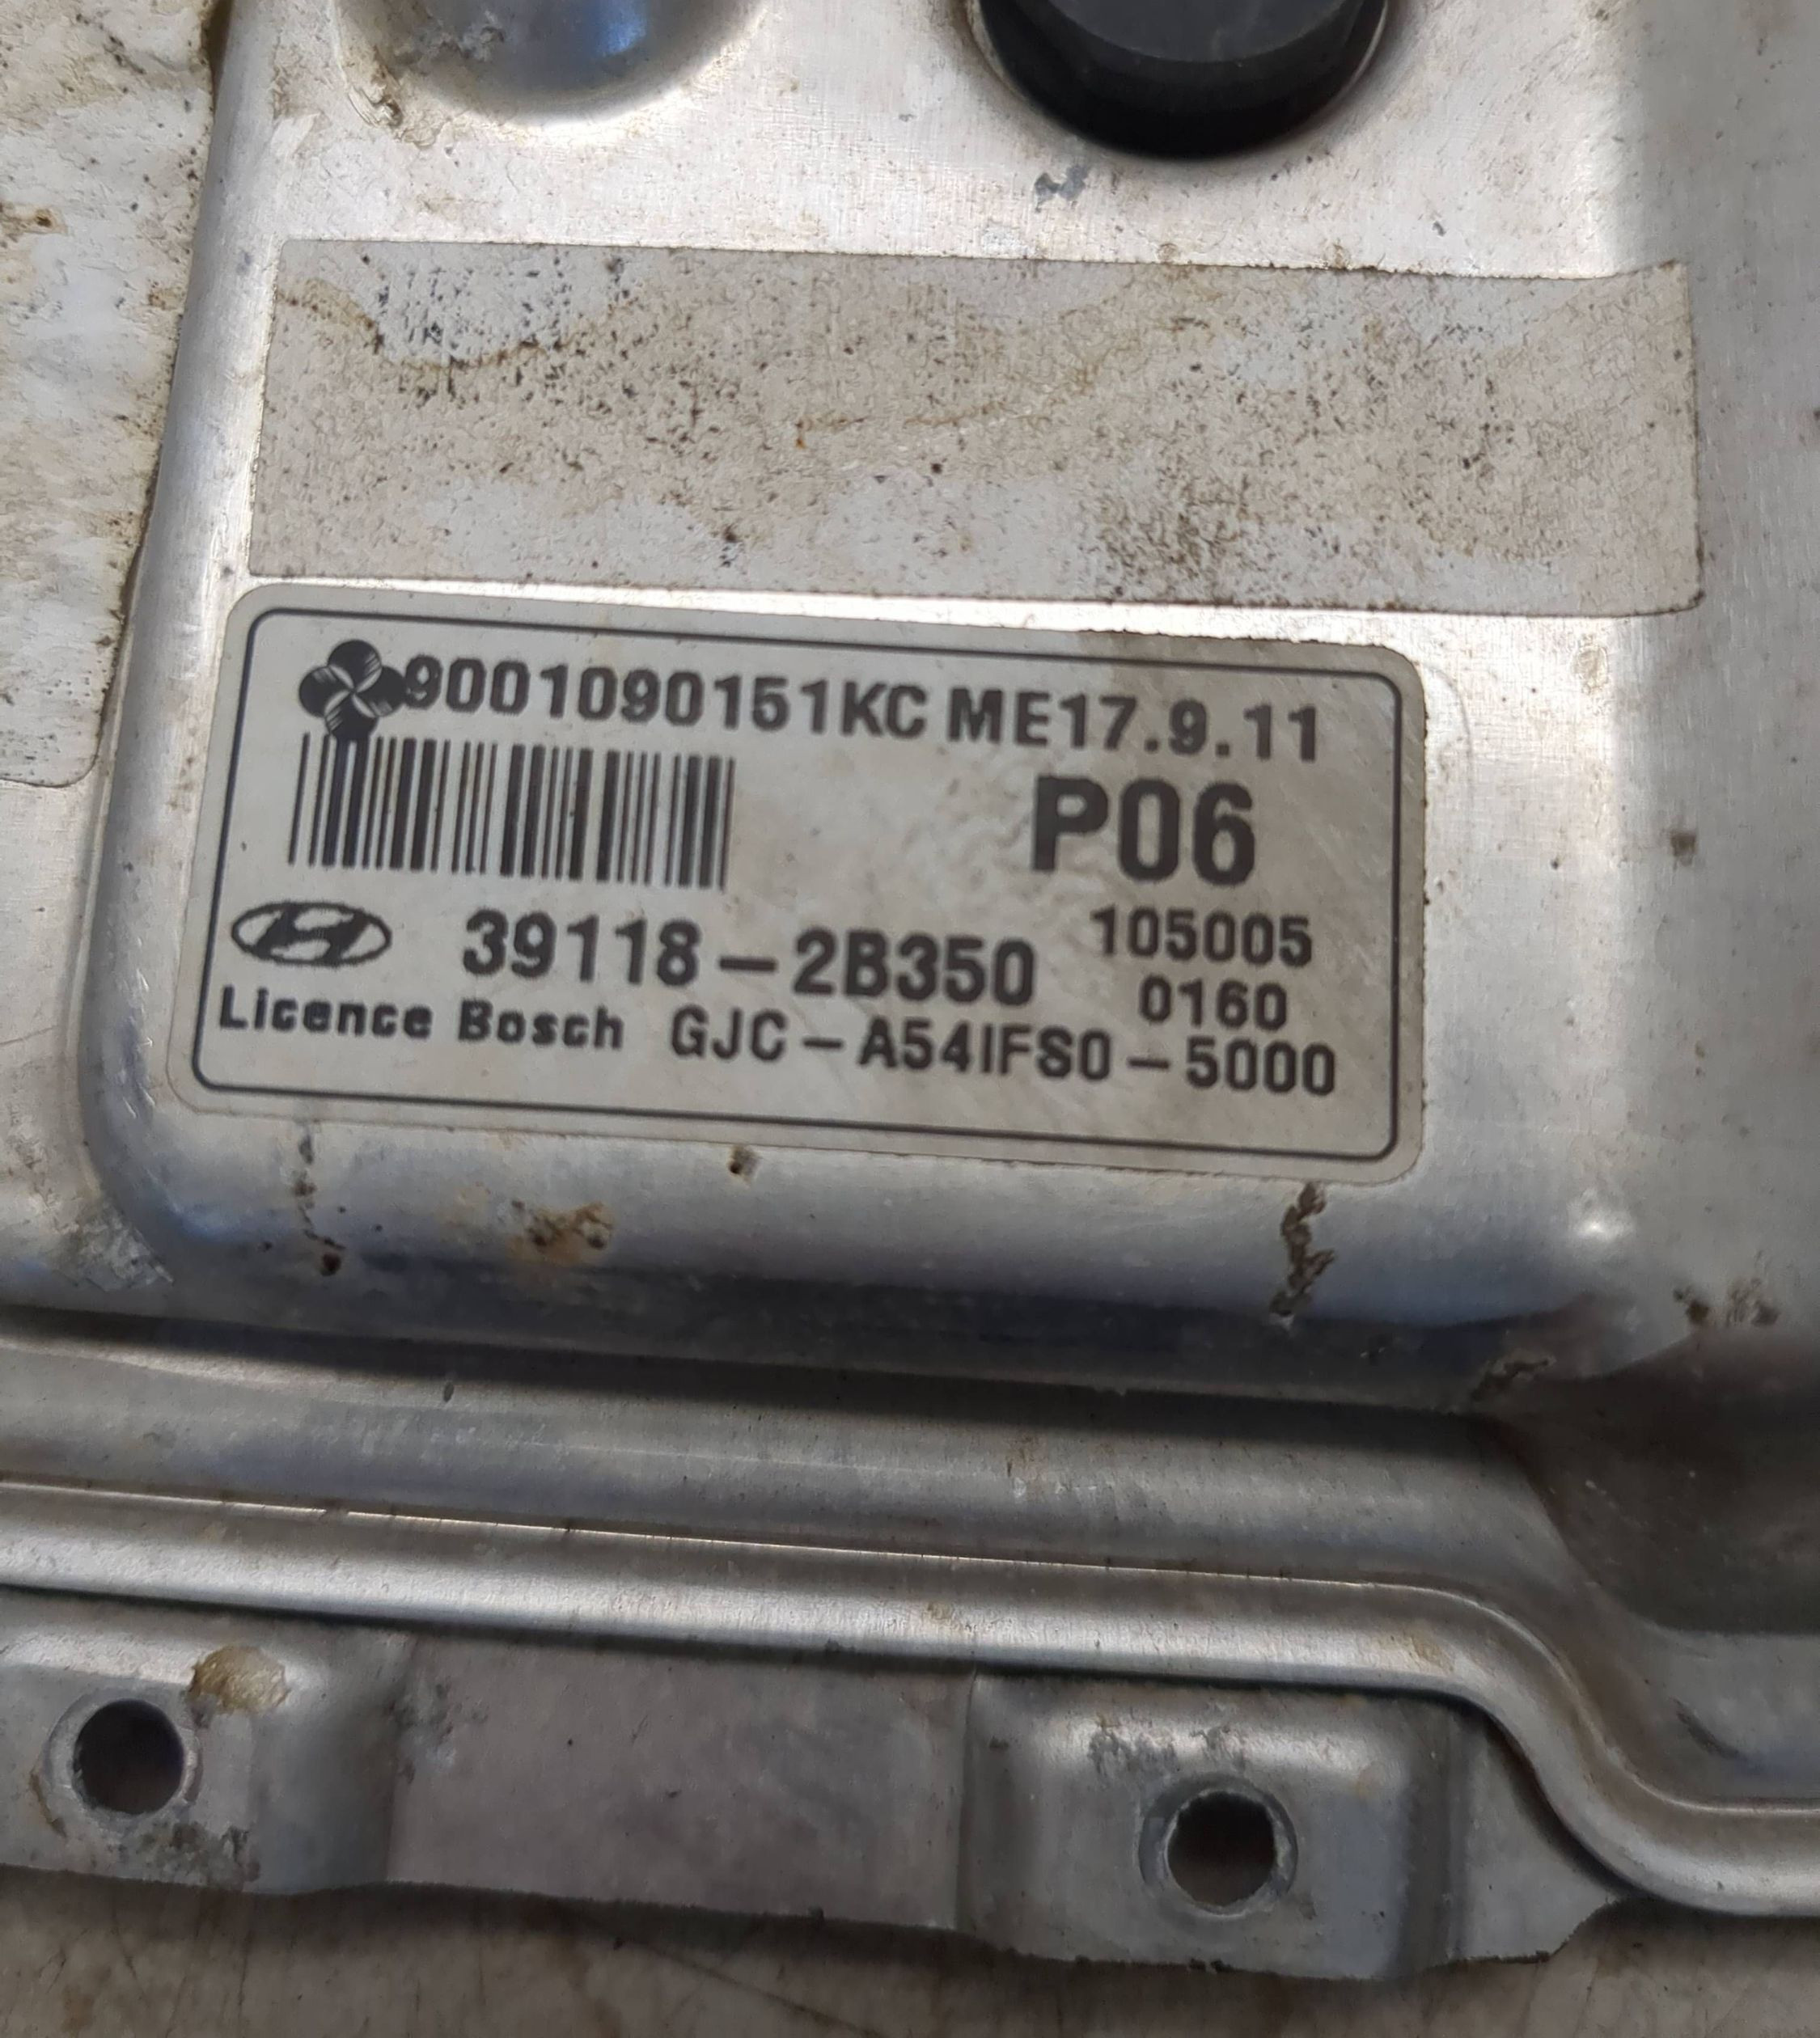 9001090151KC ME17.9.11
P06
39118-2B350 105005
0160
Licence Bosch GJC-A54IFS0-5000